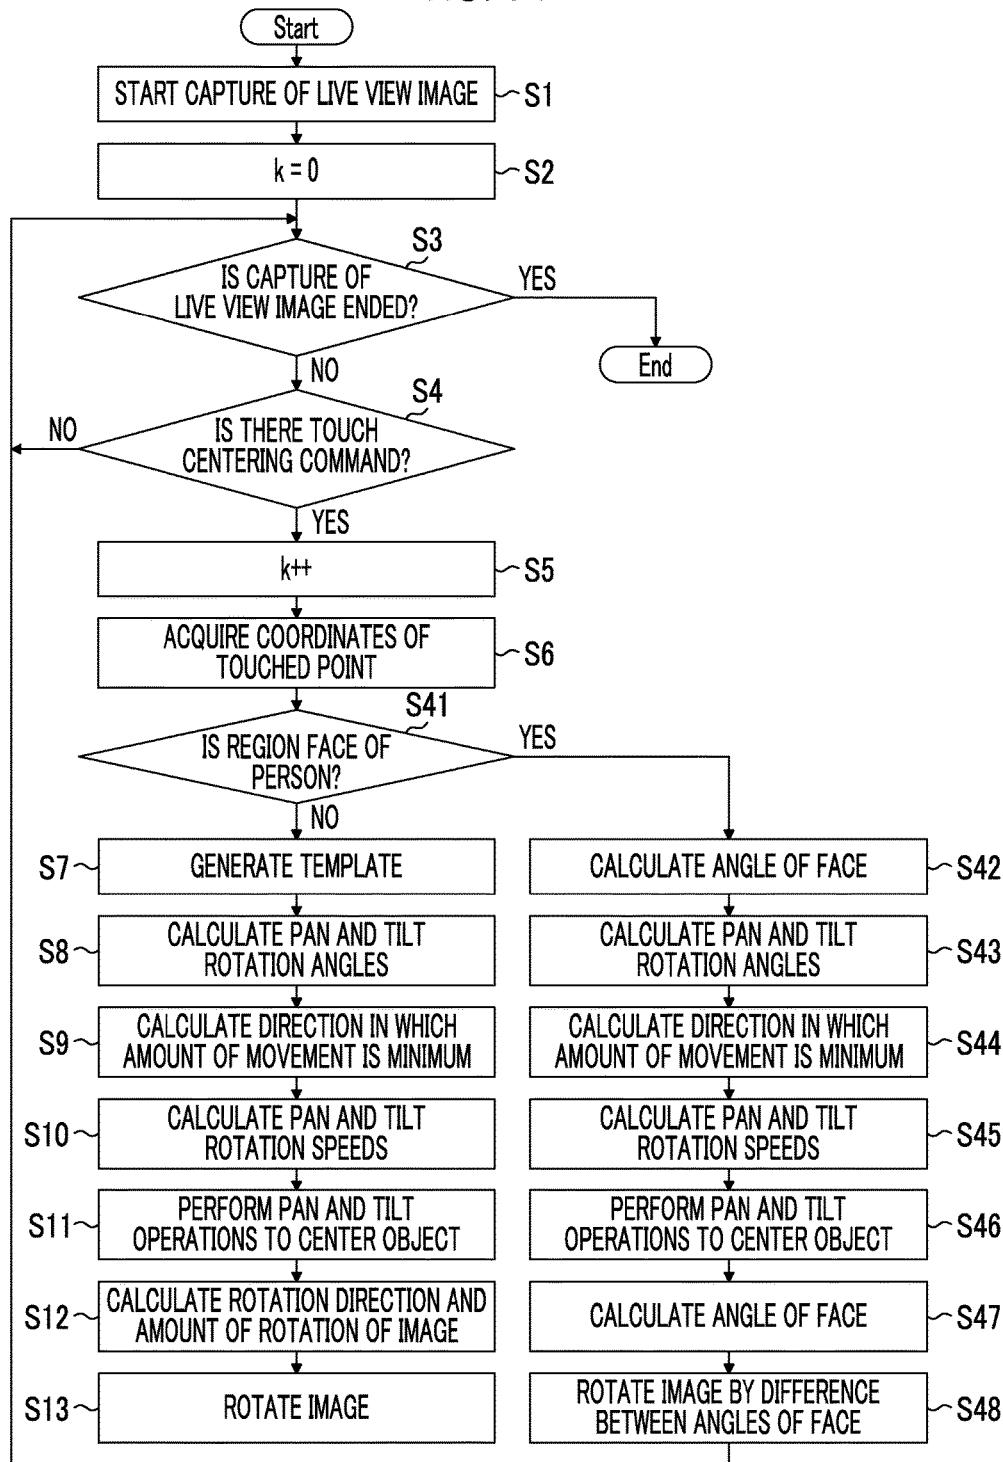 Start
START CAPTURE OF LIVE VIEW IMAGE
S1
k = 0
S2
S3
IS CAPTURE OF
LIVE VIEW IMAGE ENDED?
YES
End
NO
S4
NO
IS THERE TOUCH
CENTERING COMMAND?
YES
k++
S5
ACQUIRE COORDINATES OF
TOUCHED POINT
S6
S41
IS REGION FACE OF
PERSON?
YES
NO
S7
GENERATE TEMPLATE
CALCULATE ANGLE OF FACE
S42
S8
CALCULATE PAN AND TILT
ROTATION ANGLES
CALCULATE PAN AND TILT
ROTATION ANGLES
S43
S9
CALCULATE DIRECTION IN WHICH
AMOUNT OF MOVEMENT IS MINIMUM
CALCULATE DIRECTION IN WHICH
AMOUNT OF MOVEMENT IS MINIMUM
S44
S10
CALCULATE PAN AND TILT
ROTATION SPEEDS
CALCULATE PAN AND TILT
ROTATION SPEEDS
S45
S11
PERFORM PAN AND TILT
OPERATIONS TO CENTER OBJECT
PERFORM PAN AND TILT
OPERATIONS TO CENTER OBJECT
S46
S12
CALCULATE ROTATION DIRECTION AND
AMOUNT OF ROTATION OF IMAGE
CALCULATE ANGLE OF FACE
S47
S13
ROTATE IMAGE
ROTATE IMAGE BY DIFFERENCE
BETWEEN ANGLES OF FACE
S48